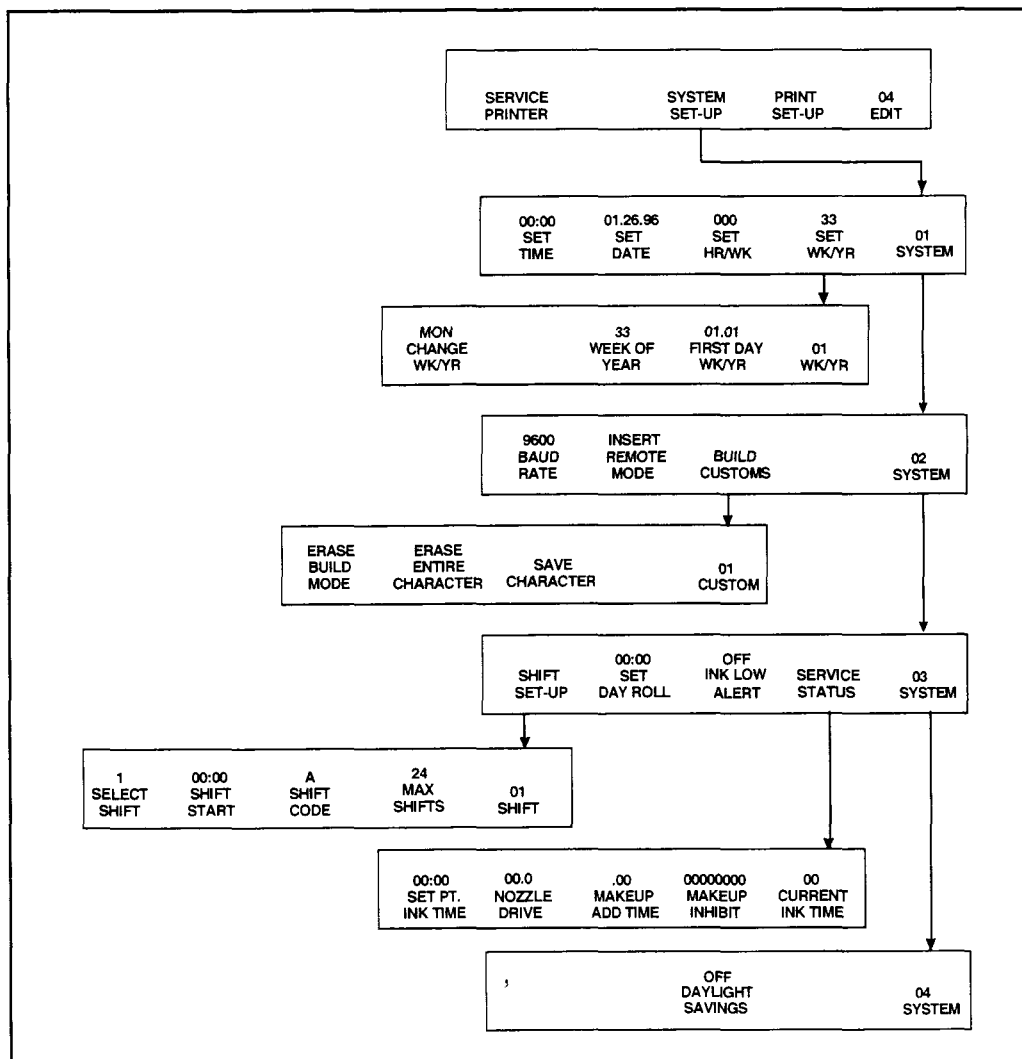 SERVICE SYSTEM PRINT 04
PRINTER SET-UP SET-UP EDIT
00:00 01.26.96 000 33
SET SET SET SET 01
TIME DATE HR/WK WK/YR SYSTEM
MON 33 01.01
CHANGE WEEK OF FIRST DAY 01
WK/YR YEAR WK/YR WK/YR
9600 INSERT
BAUD REMOTE BUILD 02
RATE MODE CUSTOMS SYSTEM
ERASE ERASE
BUILD ENTIRE SAVE 01
MODE CHARACTER CHARACTER CUSTOM
00:00 OFF
SHIFT SET INK LOW SERVICE 03
SET-UP DAY ROLL ALERT STATUS SYSTEM
1 00:00 A 24
SELECT SHIFT SHIFT MAX 01
SHIFT START CODE SHIFTS SHIFT
00:00 00.0 .00 00000000 00
SET PT. NOZZLE MAKEUP MAKEUP CURRENT
INK TIME DRIVE ADD TIME INHIBIT INK TIME
, OFF
DAYLIGHT 04
SAVINGS SYSTEM